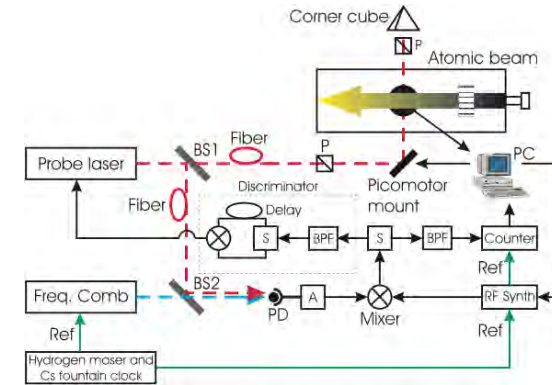 Corner cube
P
Atomic beam
BS1
Fiber
P
Probe laser
PC
Picomotor
mount
Fiber
Discriminator
Delay
S
BPF
S
BPF
Counter
Ref
BS2
Freq. Comb
PD
A
Mixer
RF Synth
Ref
Ref
Hydrogen maser and
Cs fountain clock